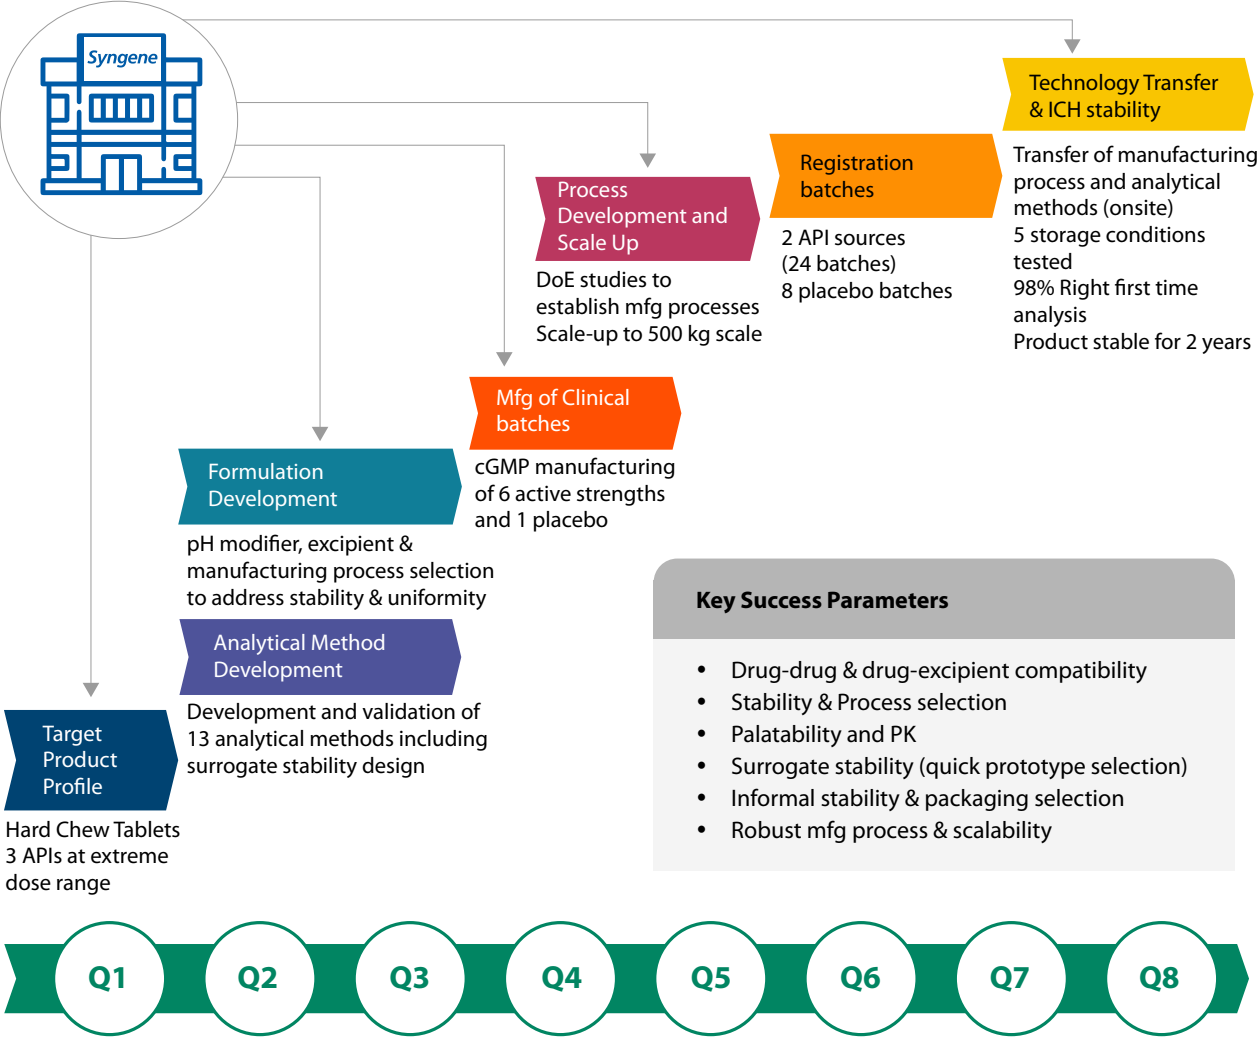 Syngene
Technology Transfer
& ICH stability
Transfer of manufacturing
process and analytical
methods (onsite)
5 storage conditions
tested
98% Right first time
analysis
Product stable for 2 years
Registration
batches
2 API sources
(24 batches)
8 placebo batches
Process
Development and
Scale Up
DoE studies to
establish mfg processes
Scale-up to 500 kg scale
Mfg of Clinical
batches
cGMP manufacturing
of 6 active strengths
and 1 placebo
Formulation
Development
pH modifier, excipient &
manufacturing process selection
to address stability & uniformity
Analytical Method
Development
Development and validation of
13 analytical methods including
surrogate stability design
Target
Product
Profile
Hard Chew Tablets
3 APIs at extreme
dose range
Key Success Parameters
• Drug-drug & drug-excipient compatibility
• Stability & Process selection
• Palatability and PK
• Surrogate stability (quick prototype selection)
• Informal stability & packaging selection
• Robust mfg process & scalability
Q1 Q2 Q3 Q4 Q5 Q6 Q7 Q8